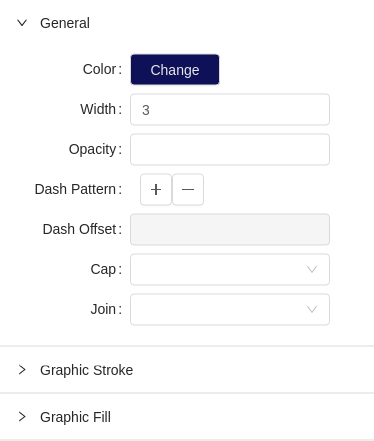 General
Color: Change
Width: 3
Opacity:
Dash Pattern:
Dash Offset:
Cap:
Join:
Graphic Stroke
Graphic Fill